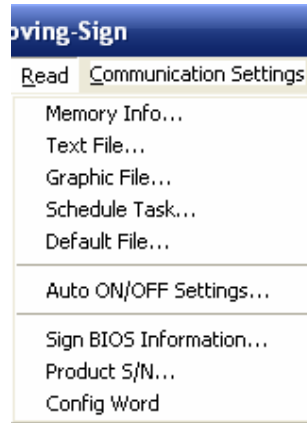 oving-Sign
Read Communication Settings
Memory Info...
Text File...
Graphic File...
Schedule Task...
Default File...
Auto ON/OFF Settings...
Sign BIOS Information...
Product S/N...
Config Word